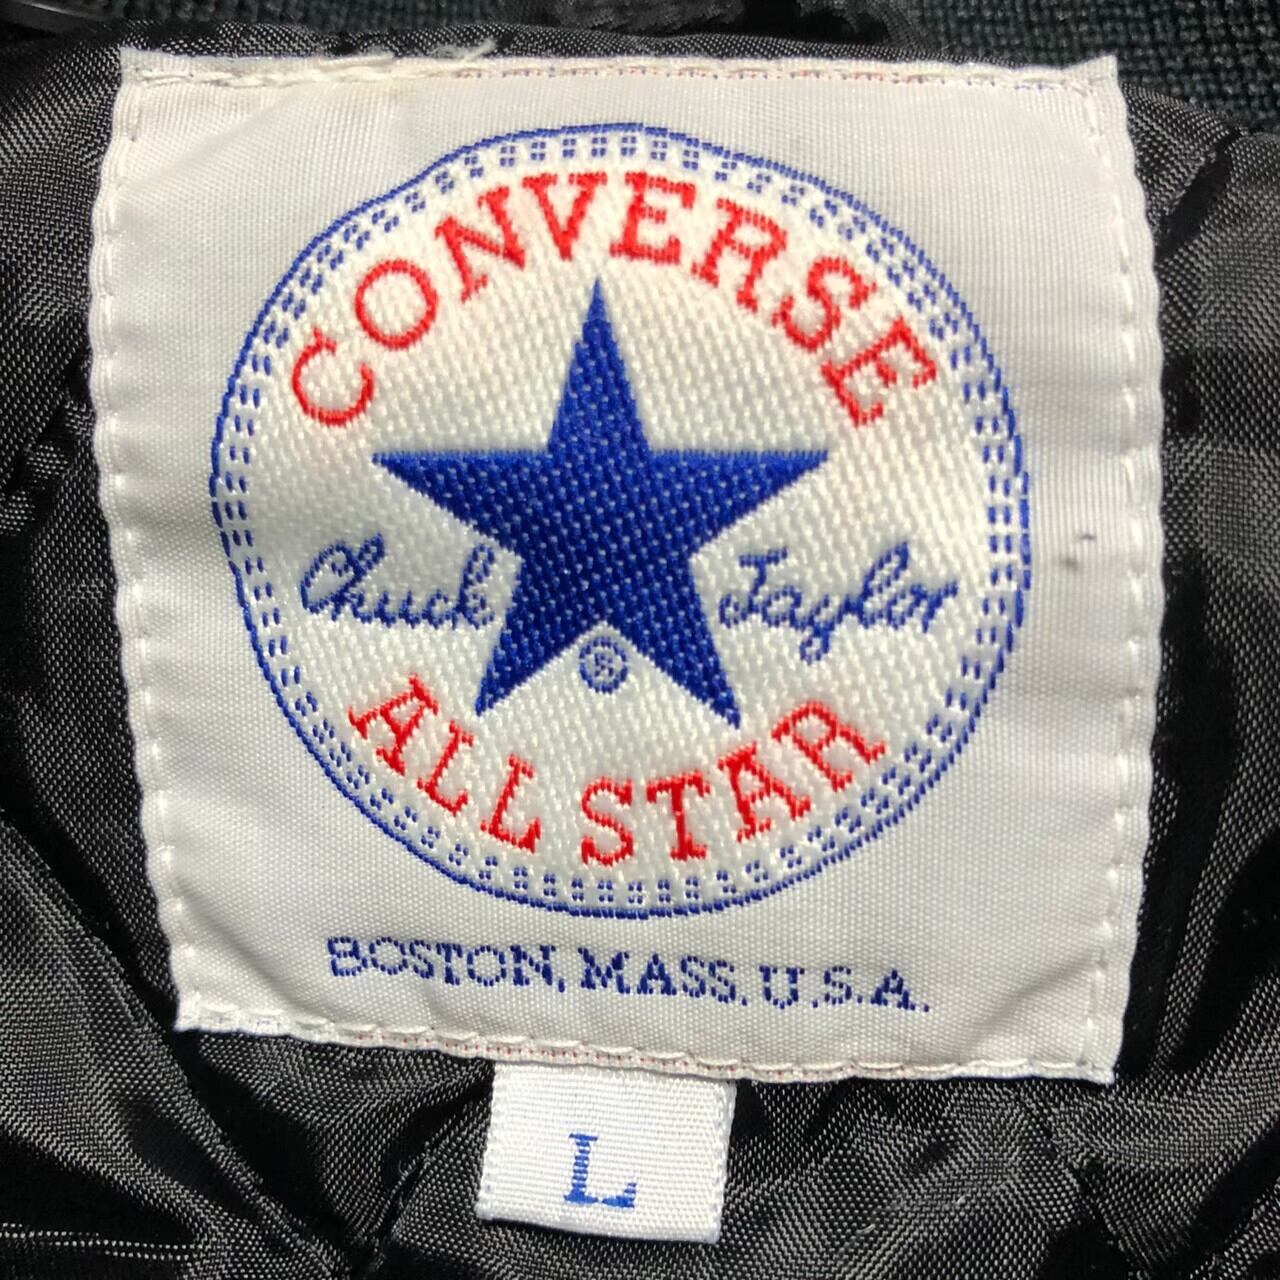 CONVERSE
Chuck Taylor
®
ALL STAR
BOSTON, MASS. U.S.A.
L